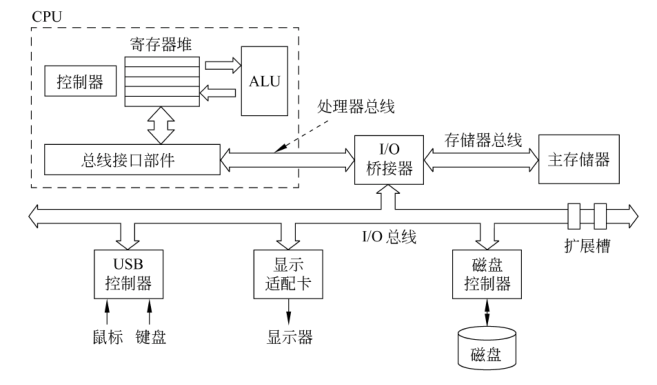 CPU
寄存器堆
控制器
ALU
处理器总线
总线接口部件
I/O
桥接器
存储器总线
主存储器
I/O 总线
扩展槽
USB
控制器
显示
适配卡
磁盘
控制器
鼠标
键盘
显示器
磁盘